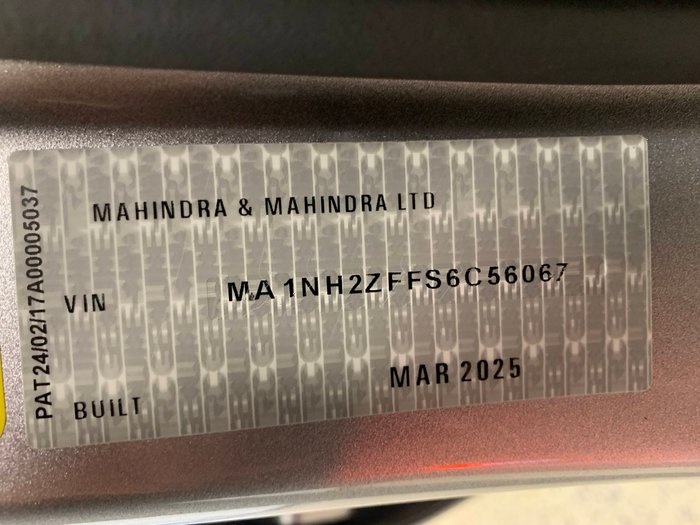 MAHINDRA & MAHINDRA LTD
VIN MA1NH2ZFFS6C56067
BUILT MAR 2025
PAT24/02/17A00005037